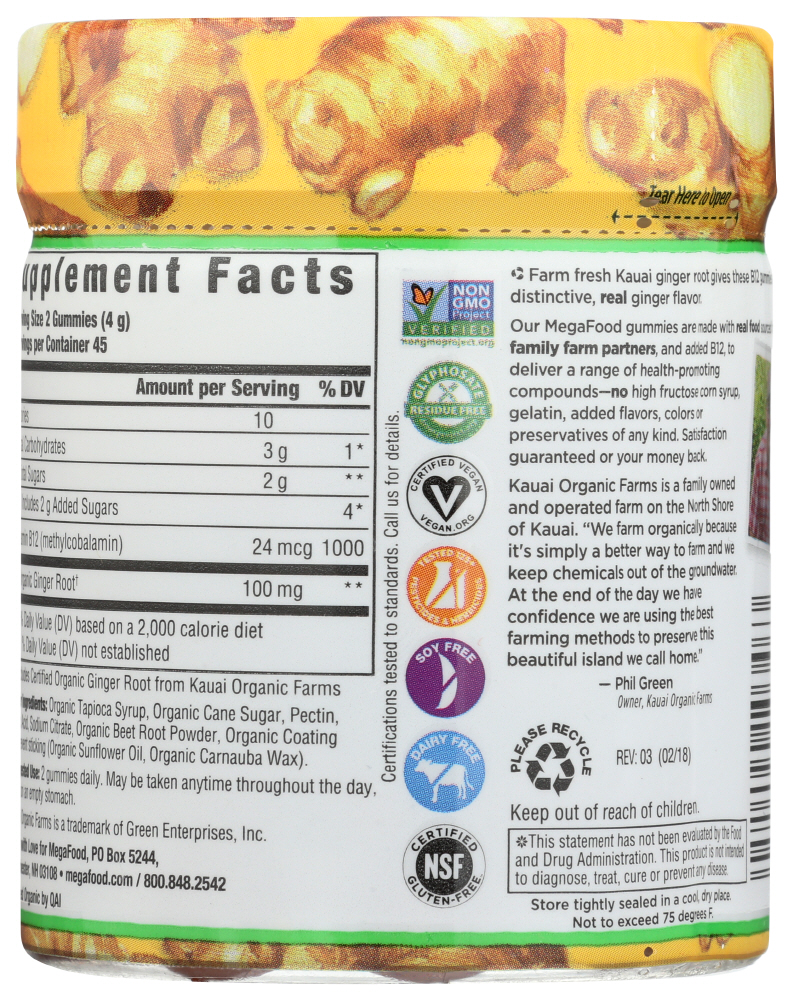 Tear Here to Open
Supplement Facts
Size 2 Gummies (4 g)
per Container 45
Amount per Serving % DV
10
Carbohydrates 3 g 1*
Sugars 2 g **
2 g Added Sugars 4*
B12 (methylcobalamin) 24 mcg 1000
Ginger Root† 100 mg **
Daily Value (DV) based on a 2,000 calorie diet
Daily Value (DV) not established
Certified Organic Ginger Root from Kauai Organic Farms
Organic Tapioca Syrup, Organic Cane Sugar, Pectin,
Sodium Citrate, Organic Beet Root Powder, Organic Coating
sticking (Organic Sunflower Oil, Organic Carnauba Wax).
Use: 2 gummies daily. May be taken anytime throughout the day,
an empty stomach.
Farms is a trademark of Green Enterprises, Inc.
Love for MegaFood, PO Box 5244,
NH 03108 • megafood.com / 800.848.2542
Organic by QAI
Certifications tested to standards. Call us for details.
NON
GMO
Project
VERIFIED
nongmoproject.org
GLYPHOSATE
RESIDUE FREE
CERTIFIED VEGAN
V
VEGAN.ORG
TESTED 125+
PESTICIDES & HERBICIDES
SOY FREE
DAIRY FREE
CERTIFIED
NSF
GLUTEN-FREE
Farm fresh Kauai ginger root gives these B12
distinctive, real ginger flavor.
Our MegaFood gummies are made with real food
family farm partners, and added B12, to
deliver a range of health-promoting
compounds—no high fructose corn syrup,
gelatin, added flavors, colors or
preservatives of any kind. Satisfaction
guaranteed or your money back.
Kauai Organic Farms is a family owned
and operated farm on the North Shore
of Kauai. “We farm organically because
it's simply a better way to farm and we
keep chemicals out of the groundwater.
At the end of the day we have
confidence we are using the best
farming methods to preserve this
beautiful island we call home.”
— Phil Green
Owner, Kauai Organic Farms
PLEASE RECYCLE
REV: 03 (02/18)
Keep out of reach of children.
This statement has not been evaluated by the Food
and Drug Administration. This product is not intended
to diagnose, treat, cure or prevent any disease.
Store tightly sealed in a cool, dry place.
Not to exceed 75 degrees F.